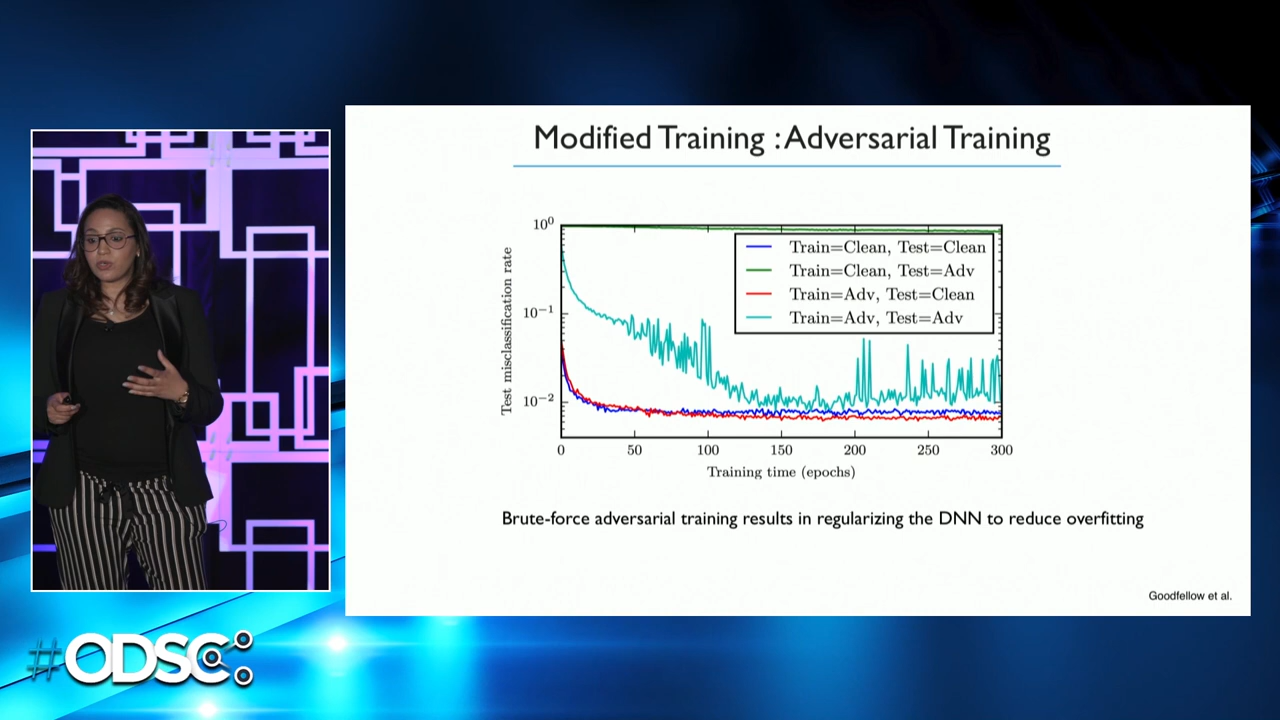 Modified Training : Adversarial Training
10⁰
10⁻¹
10⁻²
Test misclassification rate
Train=Clean, Test=Clean
Train=Clean, Test=Adv
Train=Adv, Test=Clean
Train=Adv, Test=Adv
0 50 100 150 200 250 300
Training time (epochs)
Brute-force adversarial training results in regularizing the DNN to reduce overfitting
Goodfellow et al.
#ODSC